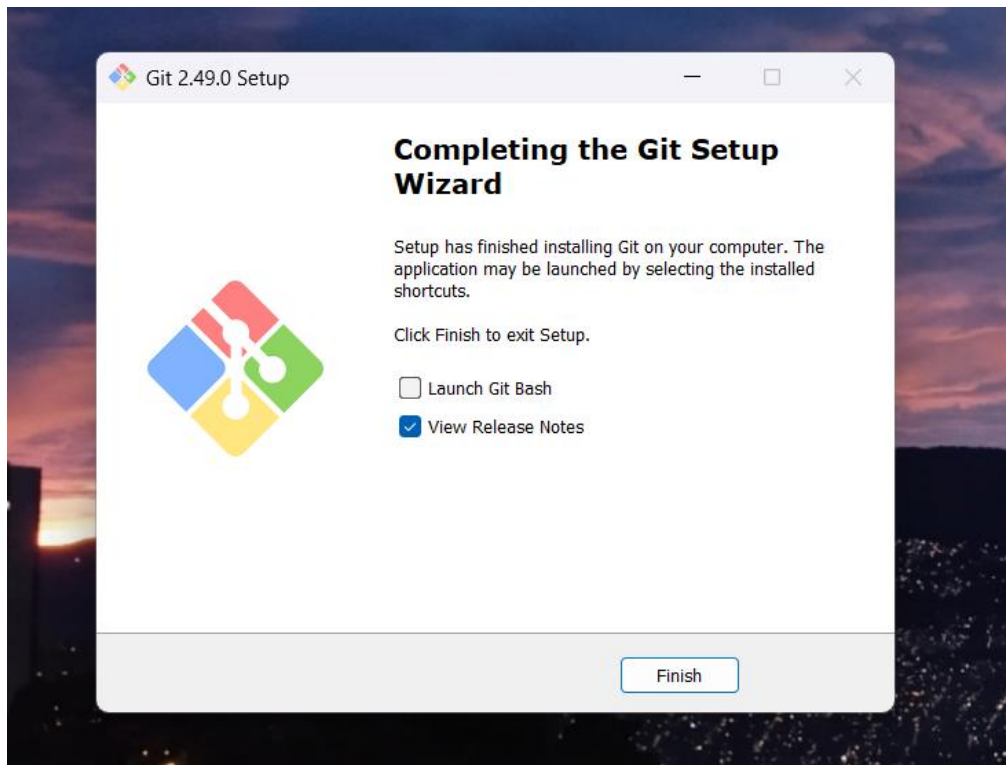 Git 2.49.0 Setup
Completing the Git Setup
Wizard
Setup has finished installing Git on your computer. The
application may be launched by selecting the installed
shortcuts.
Click Finish to exit Setup.
Launch Git Bash
View Release Notes
Finish